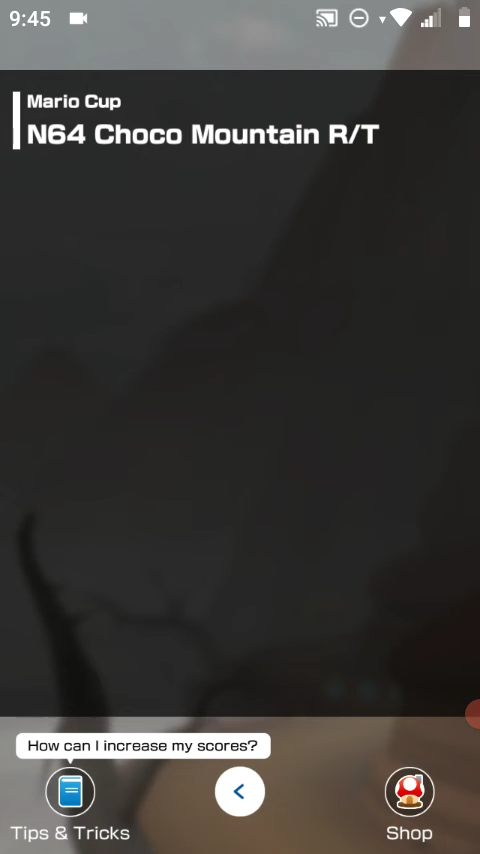 9:45
Mario Cup
N64 Choco Mountain R/T
How can I increase my scores?
Tips & Tricks
Shop